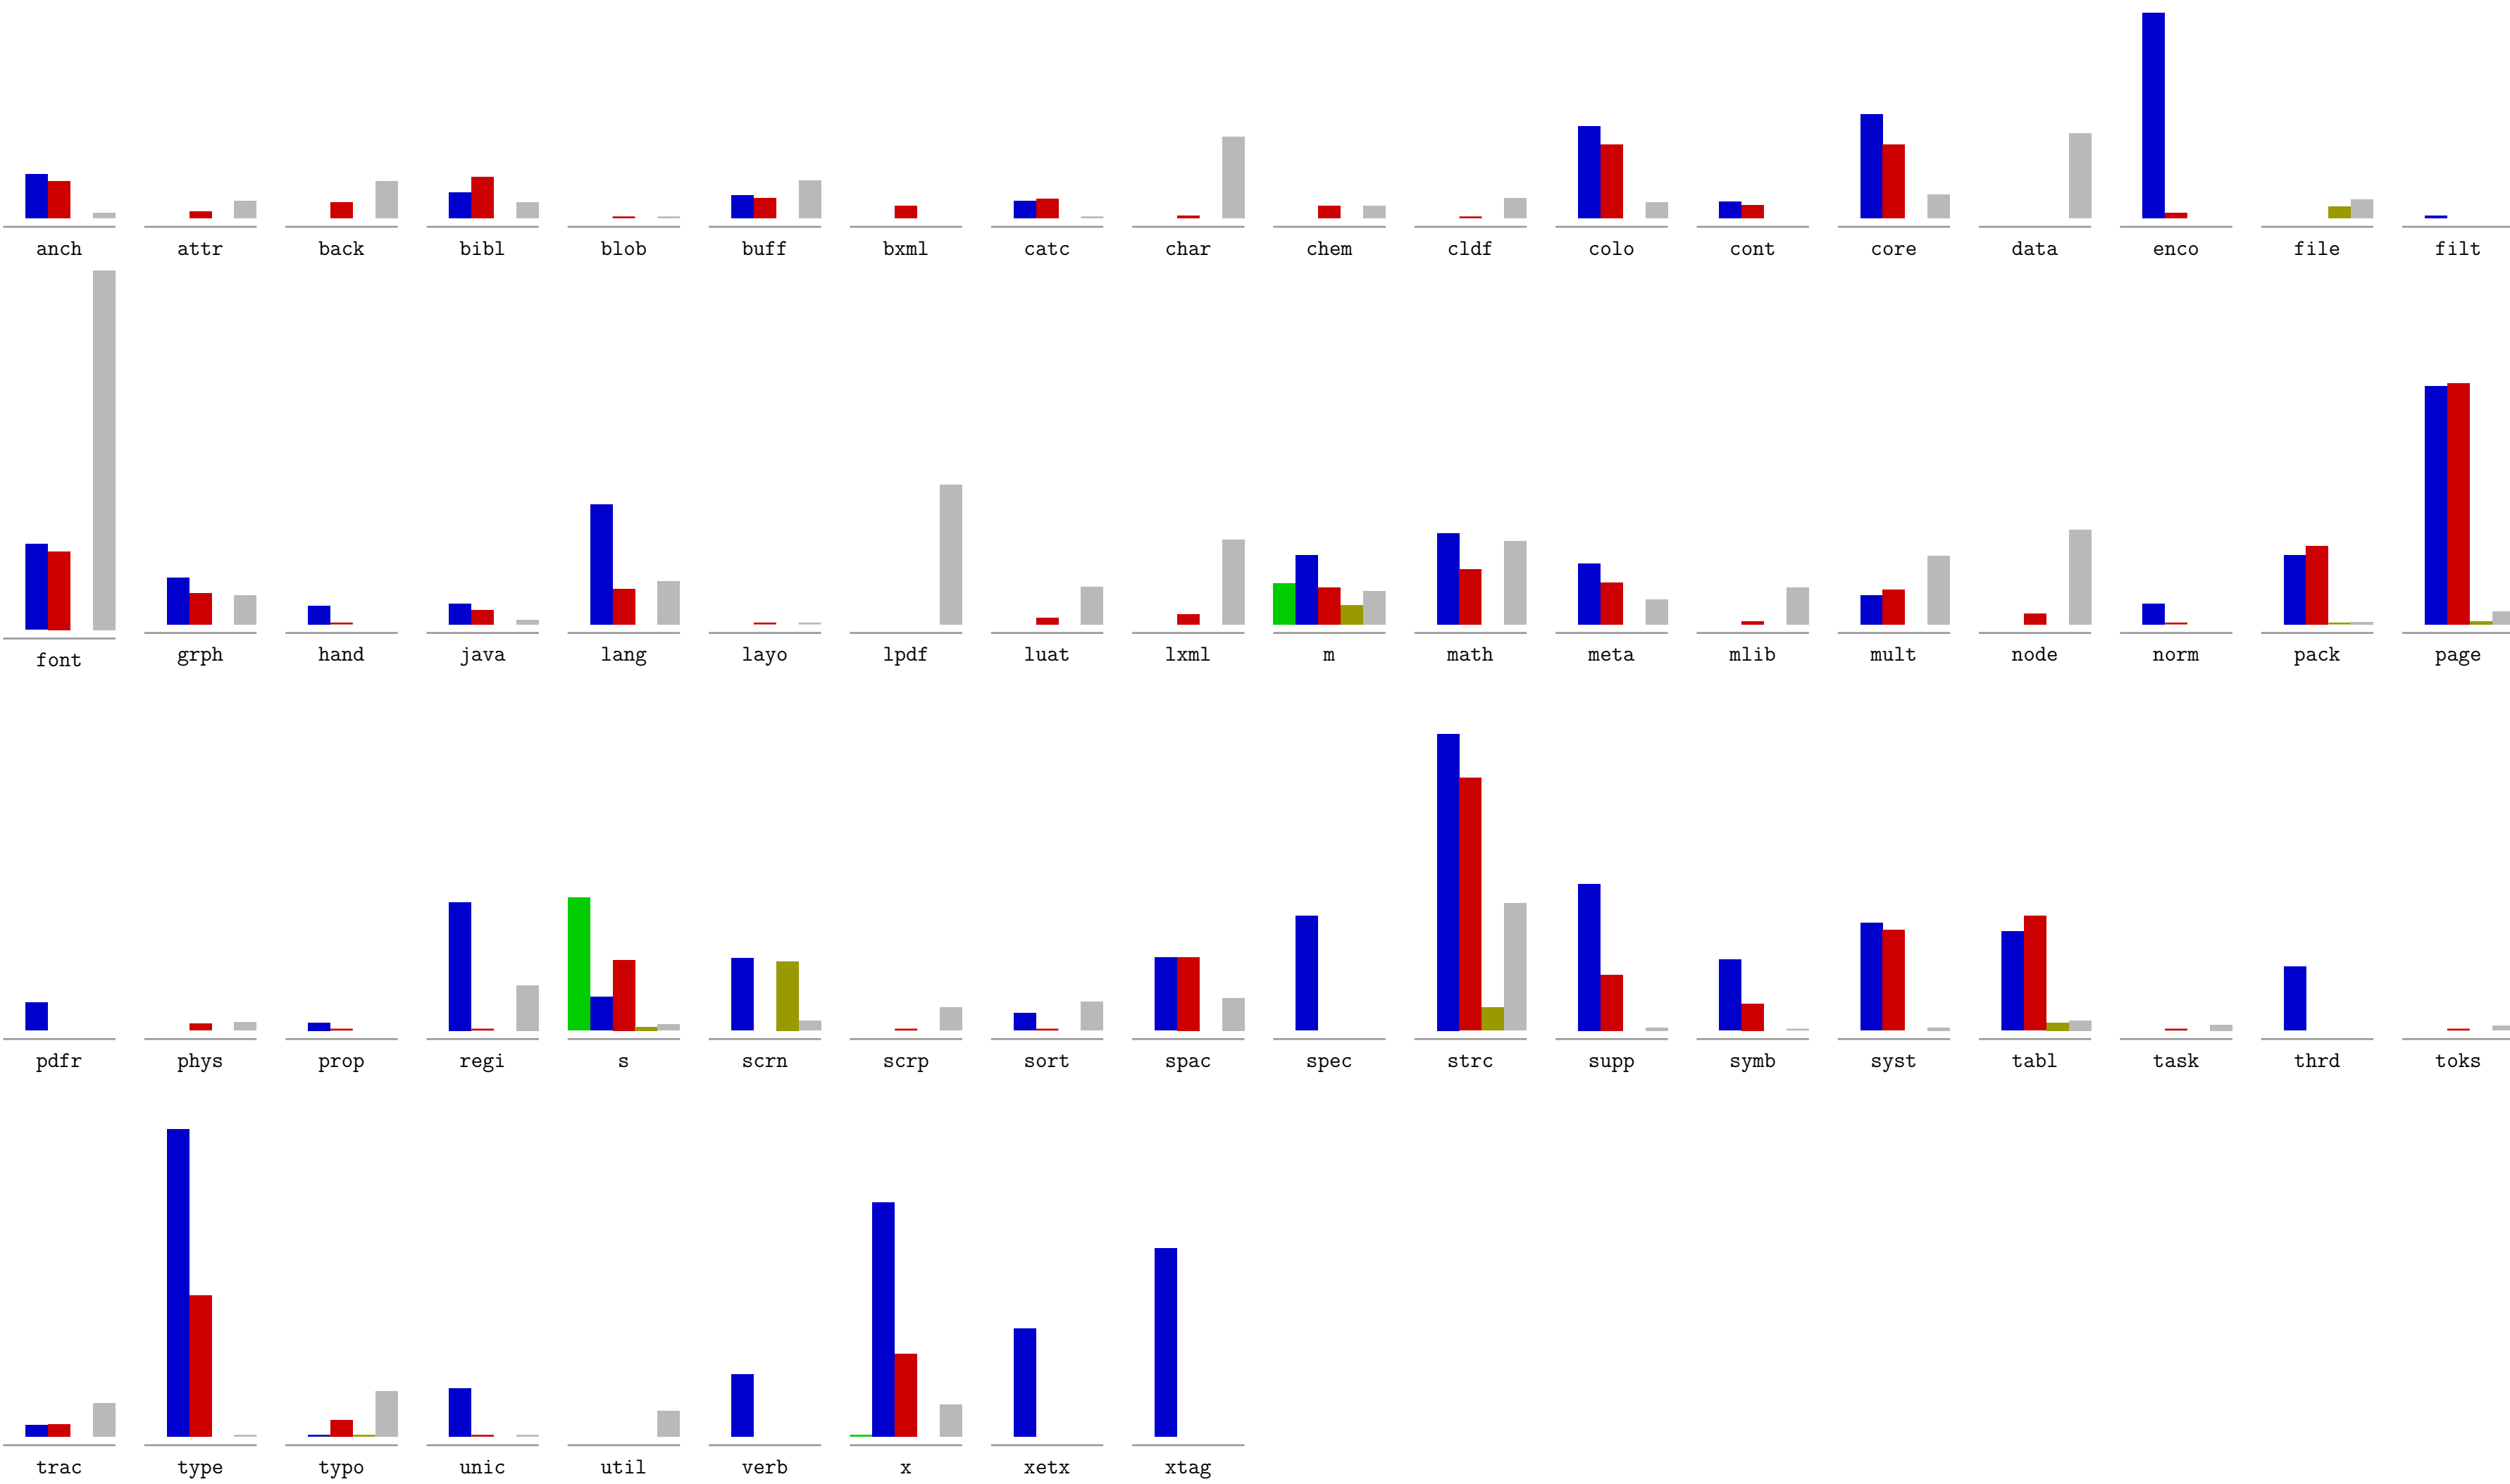 anch attr back bibl blob buff bxml catc char chem cldf colo cont core data enco file filt
font grph hand java lang layo lpdf luat lxml m math meta mlib mult node norm pack page
pdfr phys prop regi s scrn scrp sort spac spec strc supp symb syst tabl task thrd toks
trac type typo unic util verb x xetx xtag